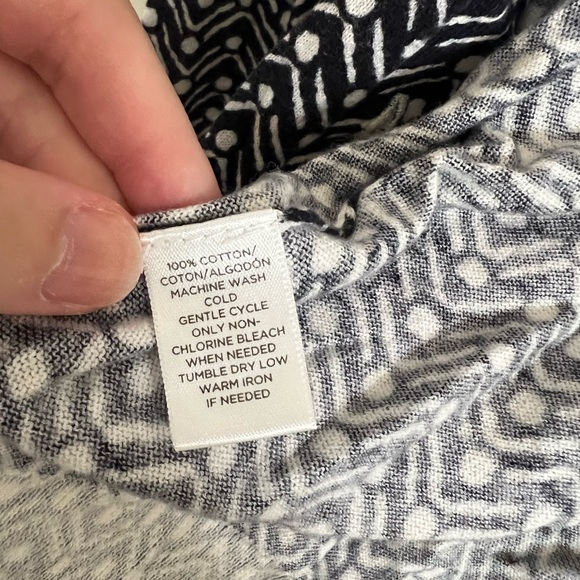 100% COTTON/
COTON/ALGODÓN
MACHINE WASH
COLD
GENTLE CYCLE
ONLY NON-
CHLORINE BLEACH
WHEN NEEDED
TUMBLE DRY LOW
WARM IRON
IF NEEDED